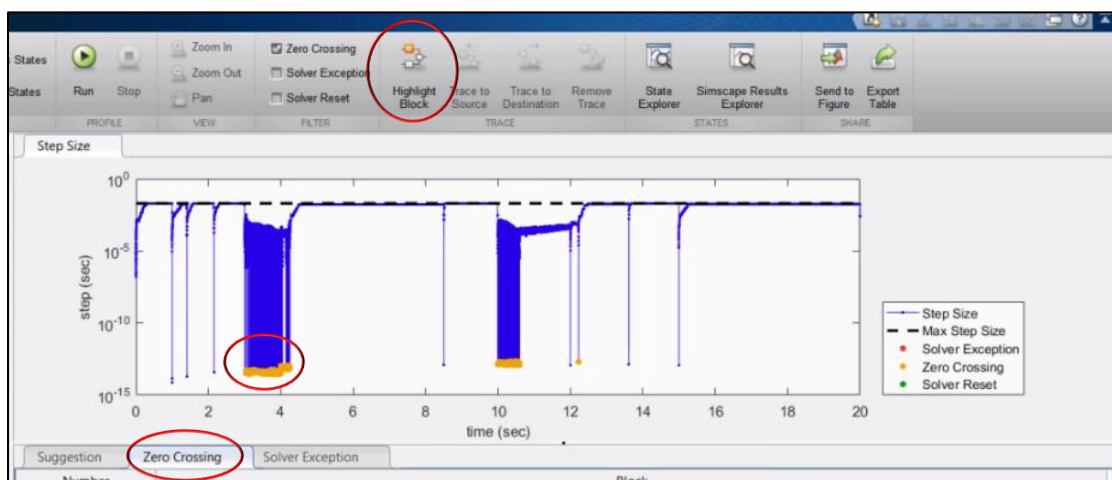 s States
States
Run
Stop
PROFILE
Zoom In
Zoom Out
Pan
VIEW
Zero Crossing
Solver Exception
Solver Reset
FILTER
Highlight
Block
Trace to
Source
Trace to
Destination
Remove
Trace
TRACE
State
Explorer
Simscape Results
Explorer
STATES
Send to
Figure
Export
Table
SHARE
Step Size
10^0
10^-5
10^-10
10^-15
step (sec)
0 2 4 6 8 10 12 14 16 18 20
time (sec)
Step Size
Max Step Size
Solver Exception
Zero Crossing
Solver Reset
Suggestion Zero Crossing Solver Exception
Number Block